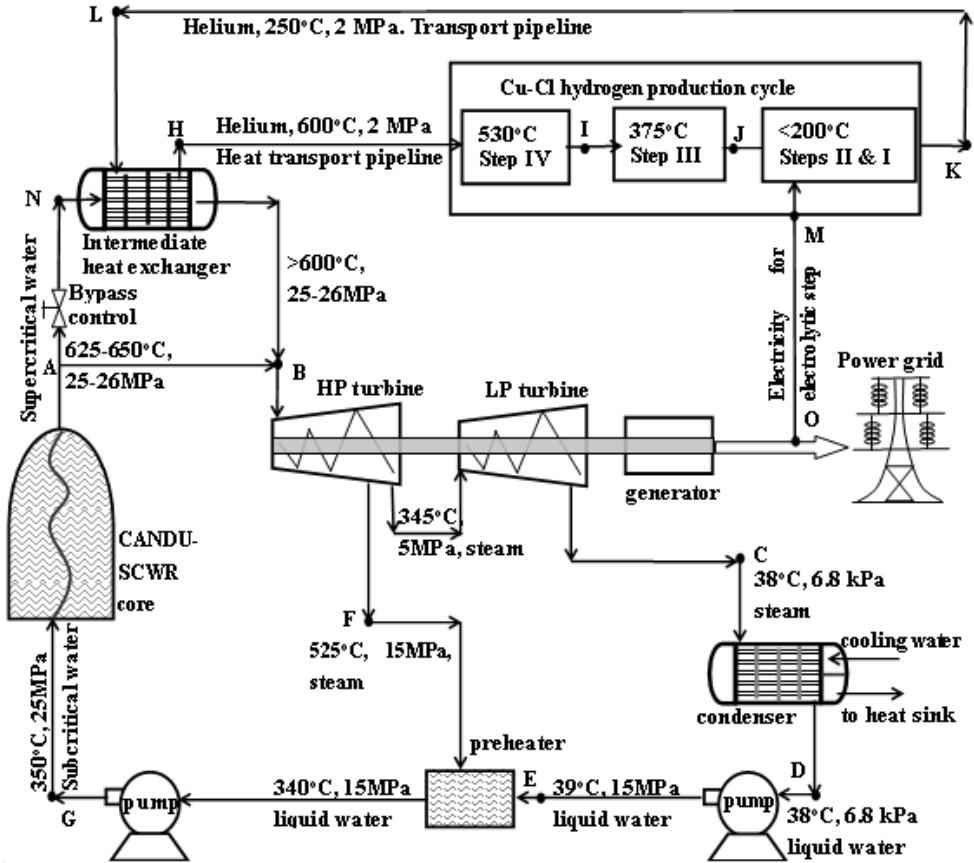 L
Helium, 250°C, 2 MPa. Transport pipeline
Cu-Cl hydrogen production cycle
H
Helium, 600°C, 2 MPa
Heat transport pipeline
530°C
Step IV
I
375°C
Step III
J
<200°C
Steps II & I
K
N
Intermediate
heat exchanger
M
Supercritical water
Bypass
control
>600°C,
25-26MPa
Electricity for
electrolytic step
A
625-650°C,
25-26MPa
B
HP turbine
LP turbine
Power grid
O
generator
345°C,
5MPa, steam
CANDU-
SCWR
core
C
38°C, 6.8 kPa
steam
F
525°C, 15MPa,
steam
cooling water
condenser
to heat sink
350°C, 25MPa
Subcritical water
preheater
G
pump
340°C, 15MPa
liquid water
E
39°C, 15MPa
liquid water
pump
D
38°C, 6.8 kPa
liquid water